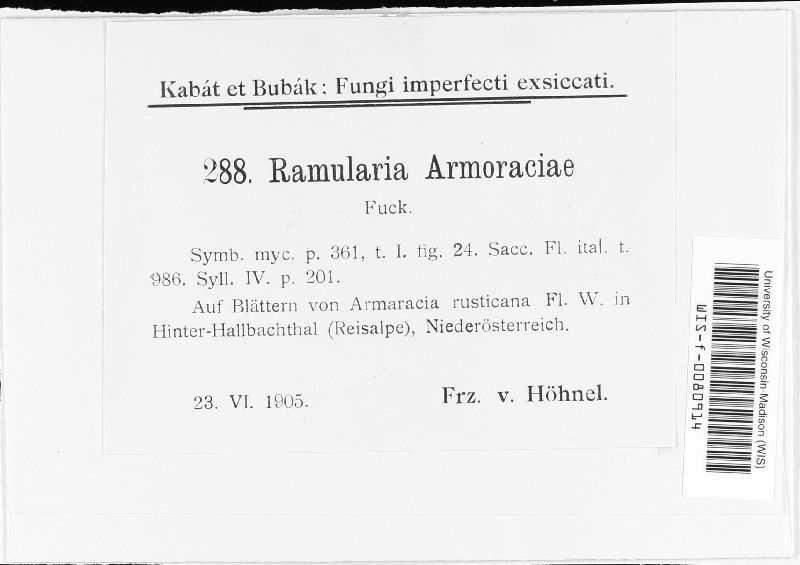 Kabát et Bubák: Fungi imperfecti exsiccati.
288. Ramularia Armoraciae
Fuck.
Symb. myc. p. 361, t. I. fig. 24. Sacc. Fl. ital. t.
986. Syll. IV. p. 201.
Auf Blättern von Armaracia rusticana Fl. W. in
Hinter-Hallbachthal (Reisalpe), Niederösterreich.
23. VI. 1905.
Frz. v. Höhnel.
University of Wisconsin-Madison (WIS)
WIS-f-0080914